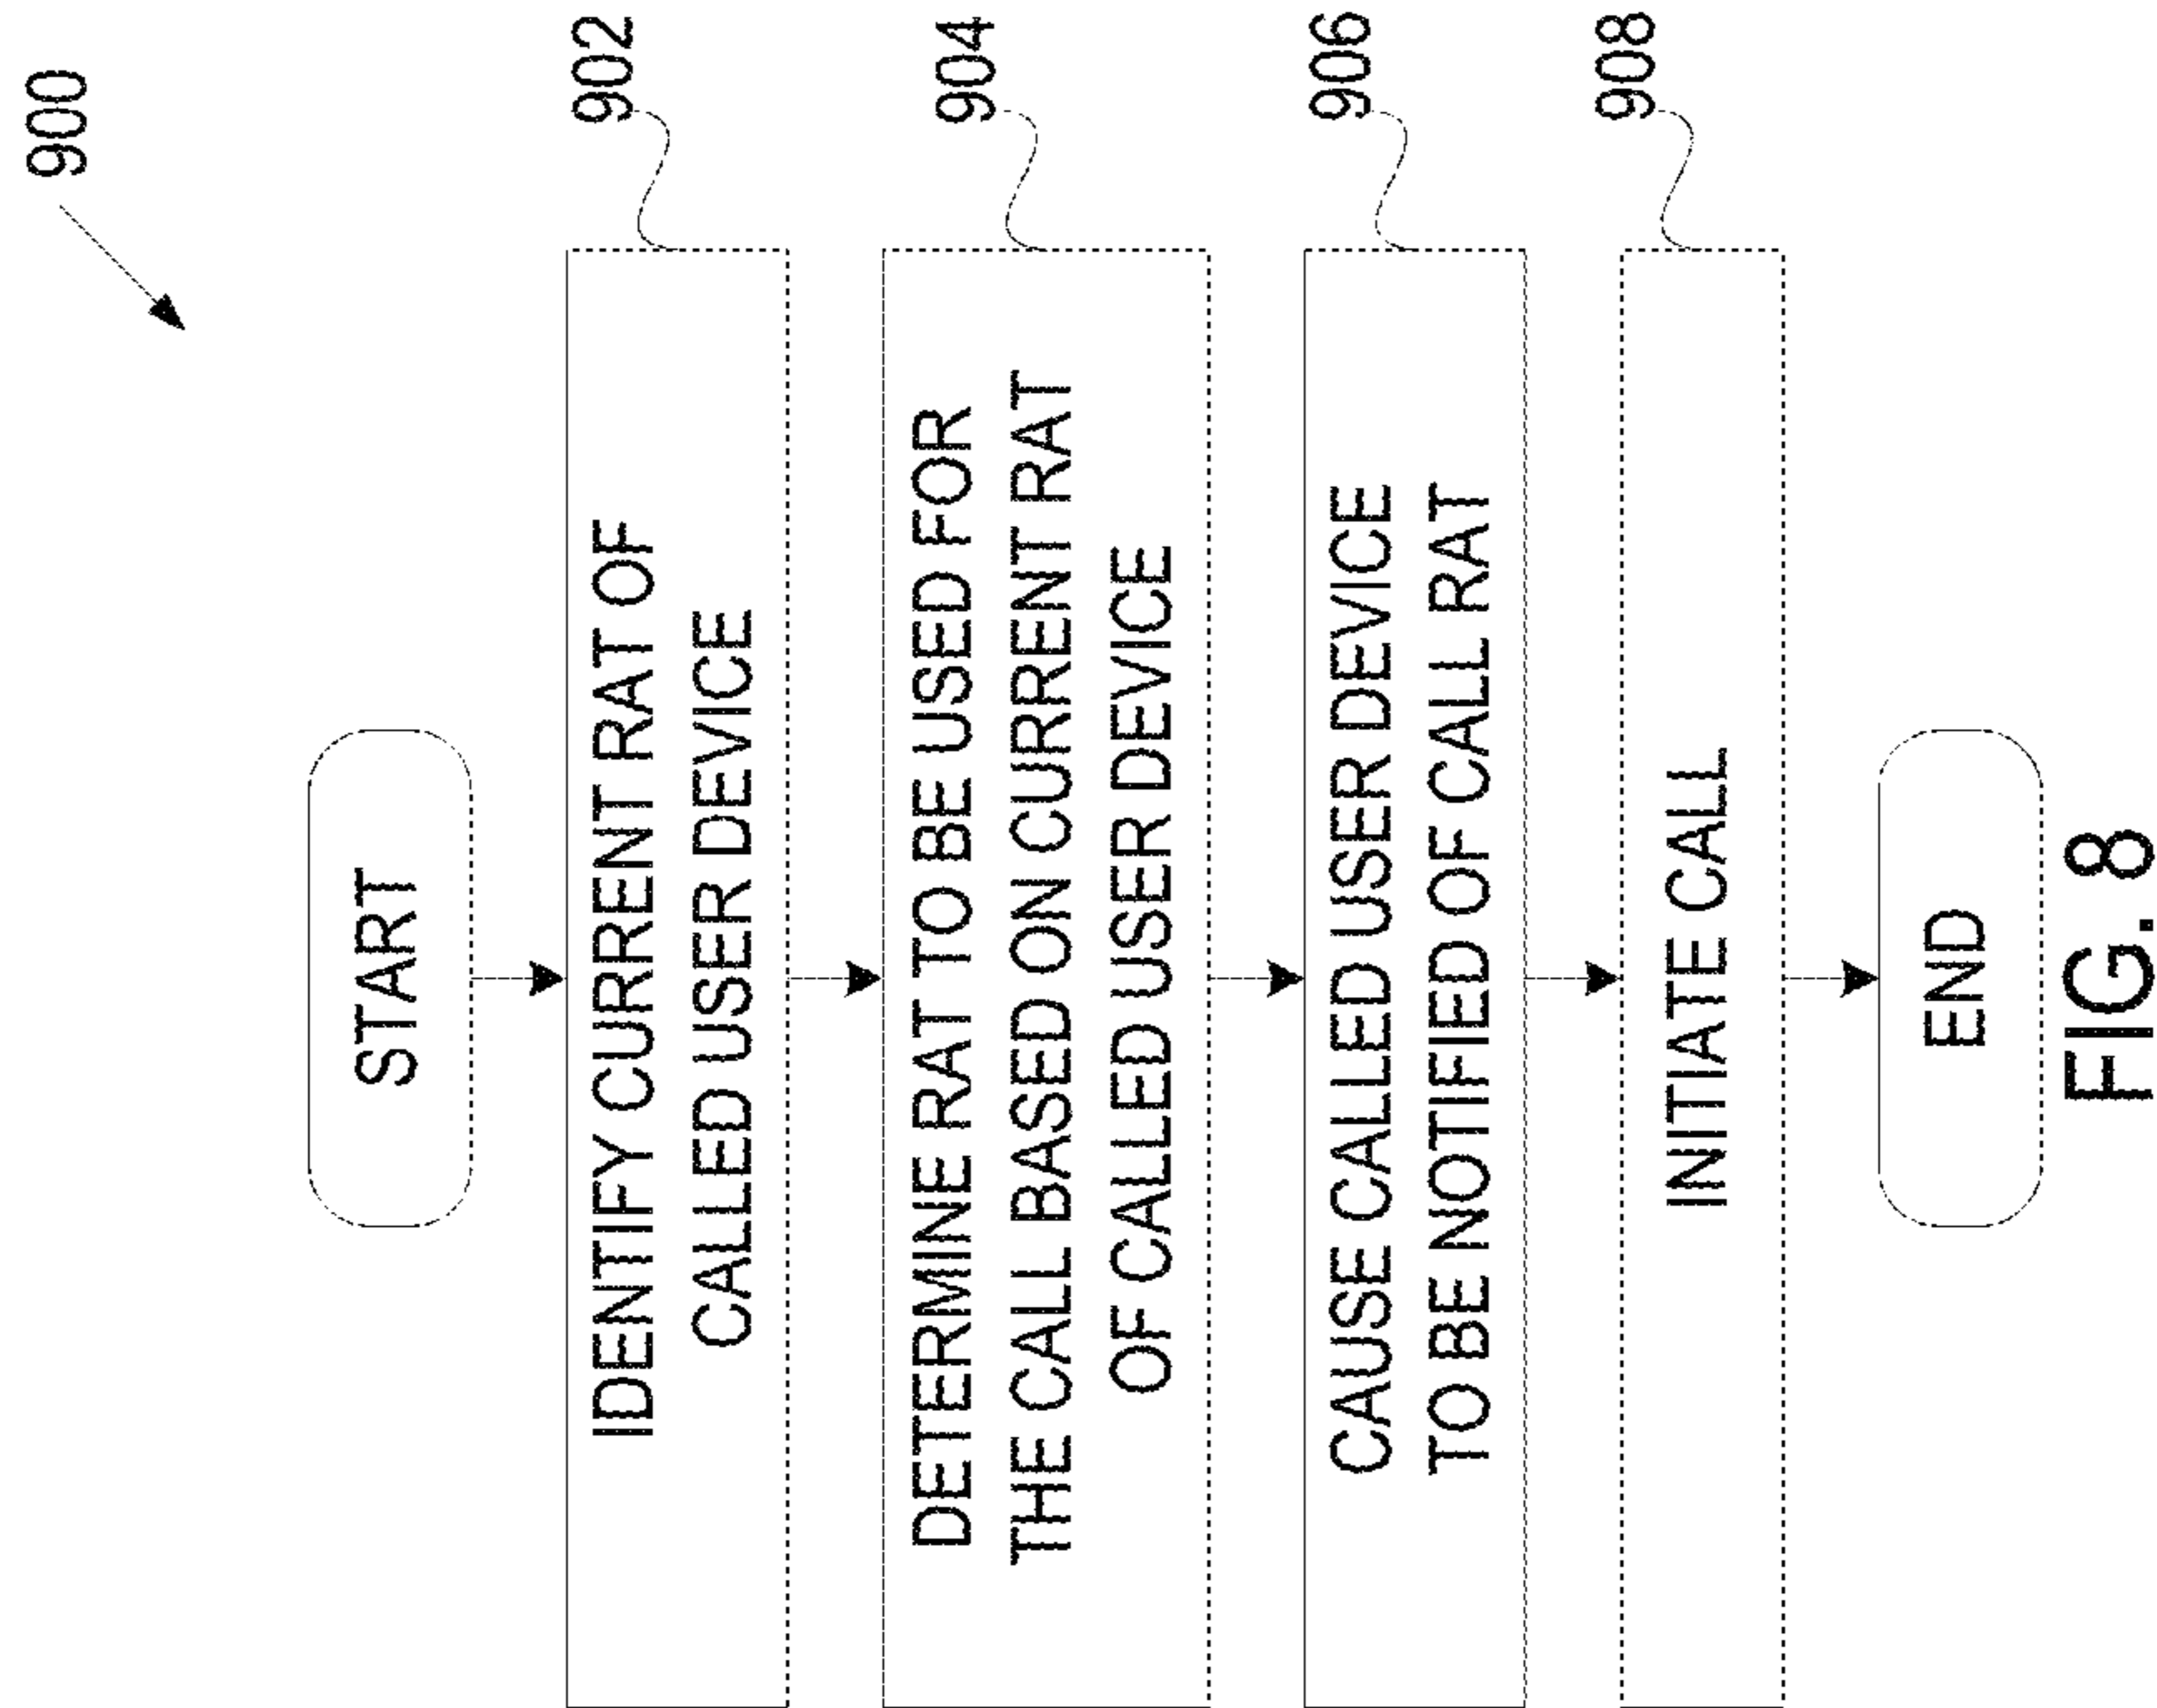 900
START
IDENTIFY CURRENT RAT OF
CALLED USER DEVICE
902
DETERMINE RAT TO BE USED FOR
THE CALL BASED ON CURRENT RAT
OF CALLED USER DEVICE
904
CAUSE CALLED USER DEVICE
TO BE NOTIFIED OF CALL RAT
906
INITIATE CALL
908
END
FIG. 8